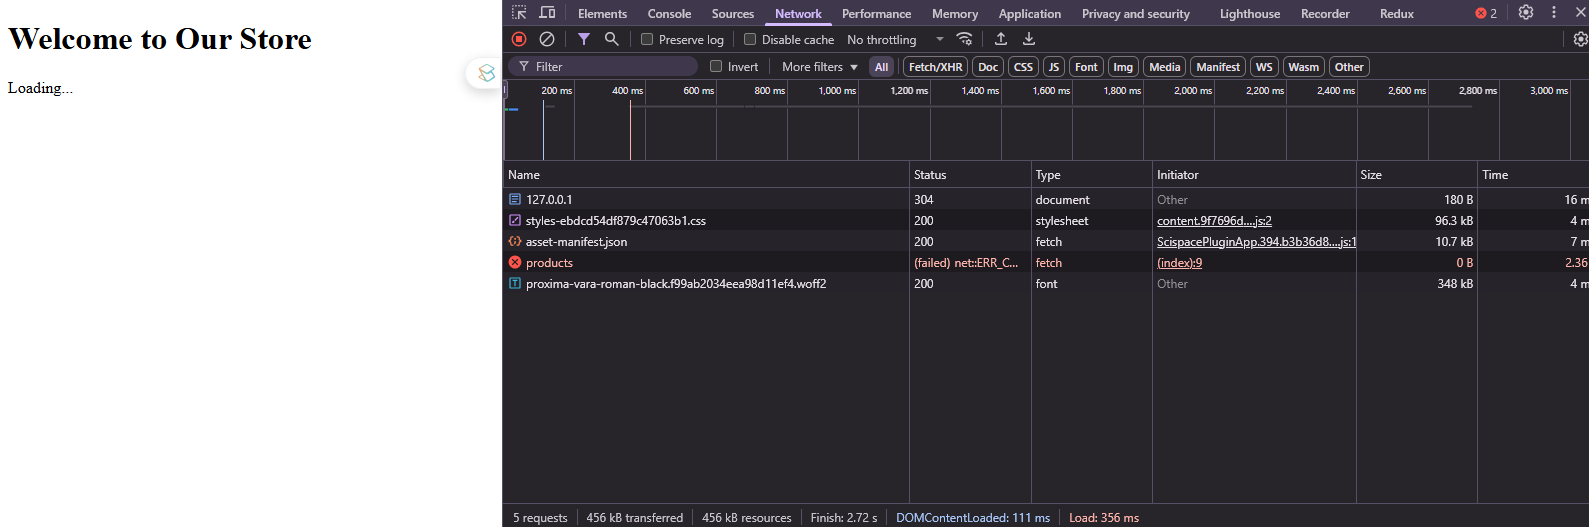 Welcome to Our Store
Loading...
Elements Console Sources Network Performance Memory Application Privacy and security Lighthouse Recorder Redux 2
Preserve log Disable cache No throttling
Filter Invert More filters All Fetch/XHR Doc CSS JS Font Img Media Manifest WS Wasm Other
200 ms 400 ms 600 ms 800 ms 1,000 ms 1,200 ms 1,400 ms 1,600 ms 1,800 ms 2,000 ms 2,200 ms 2,400 ms 2,600 ms 2,800 ms 3,000 ms
Name Status Type Initiator Size Time
127.0.0.1 304 document Other 180 B 16 m
styles-ebdcd54df879c47063b1.css 200 stylesheet content.9f7696d....js:2 96.3 kB 4 m
asset-manifest.json 200 fetch ScispacePluginApp.394.b3b36d8....js:1 10.7 kB 7 m
products (failed) net::ERR_C... fetch (index):9 0 B 2.36
proxima-vara-roman-black.f99ab2034eea98d11ef4.woff2 200 font Other 348 kB 4 m
5 requests 456 kB transferred 456 kB resources Finish: 2.72 s DOMContentLoaded: 111 ms Load: 356 ms